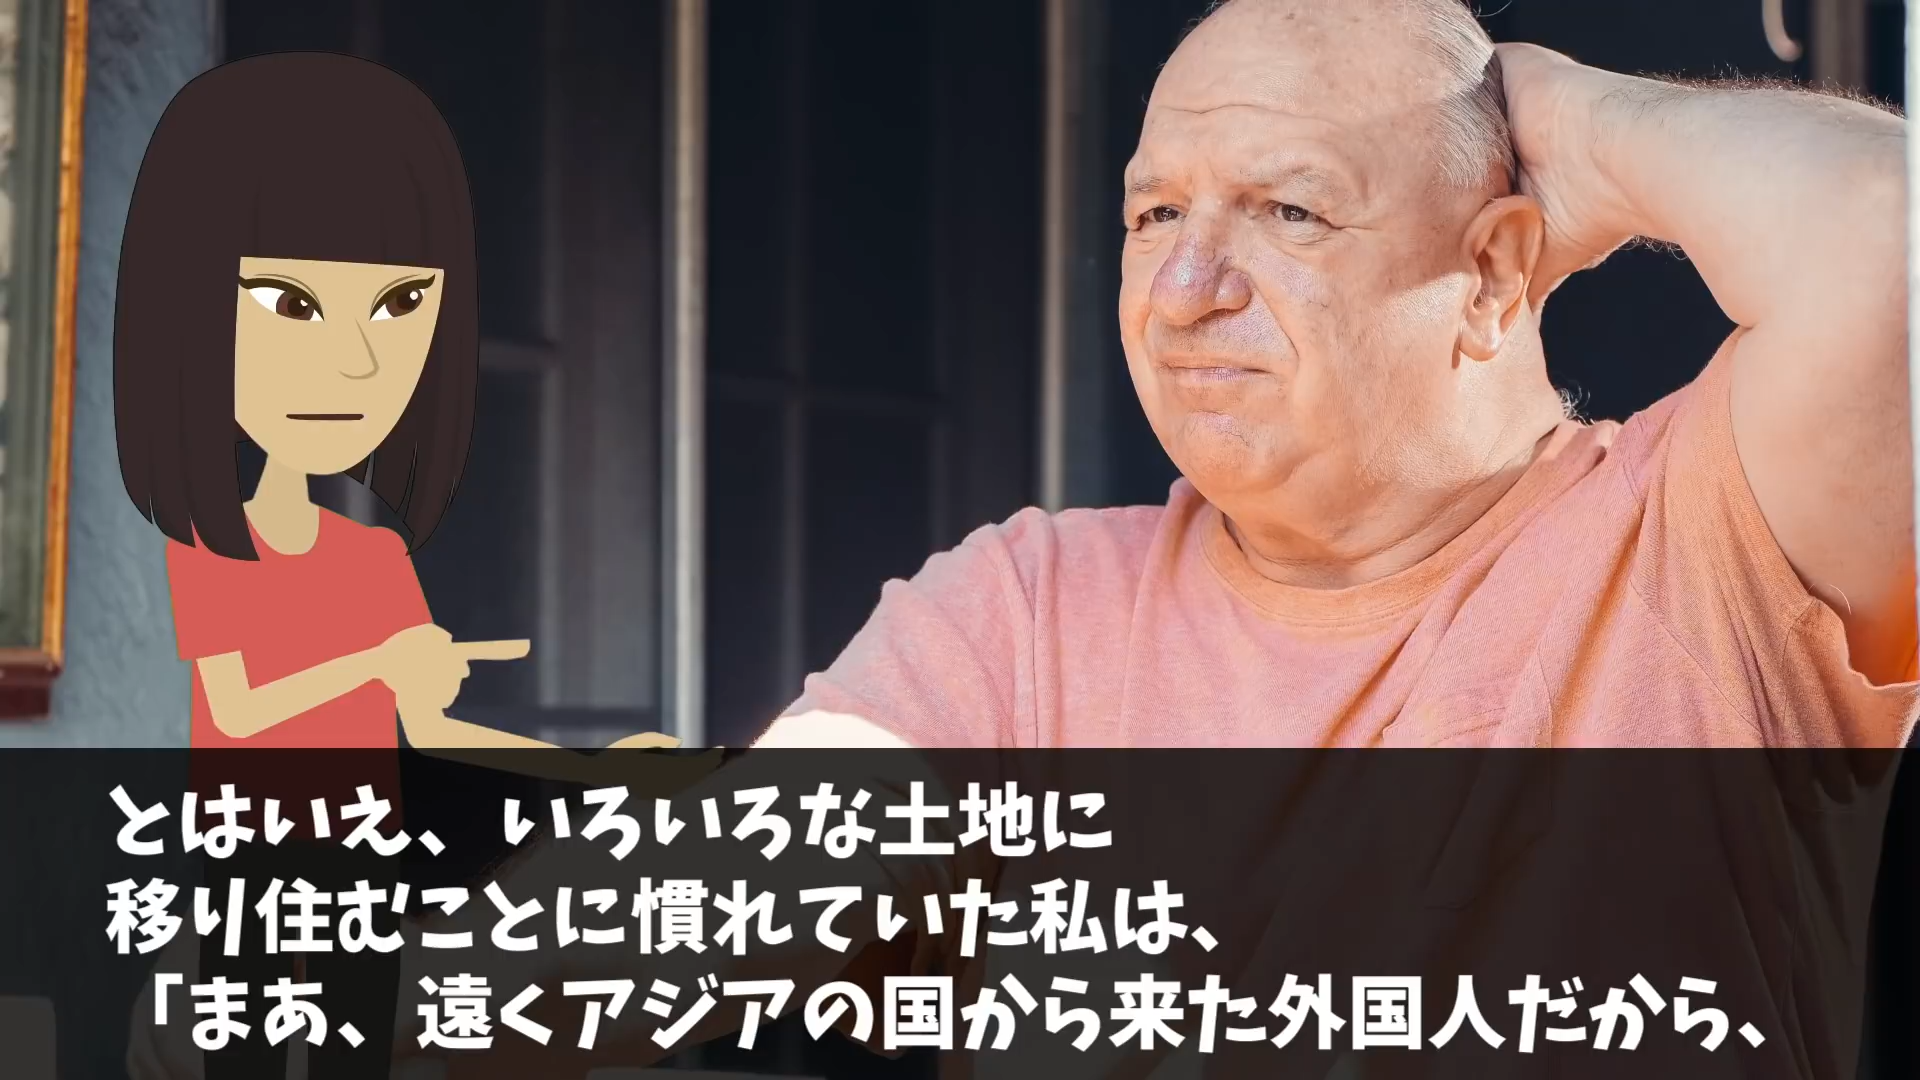 とはいえ、いろいろな土地に
移り住むことに慣れていた私は、
「まあ、遠くアジアの国から来た外国人だから、